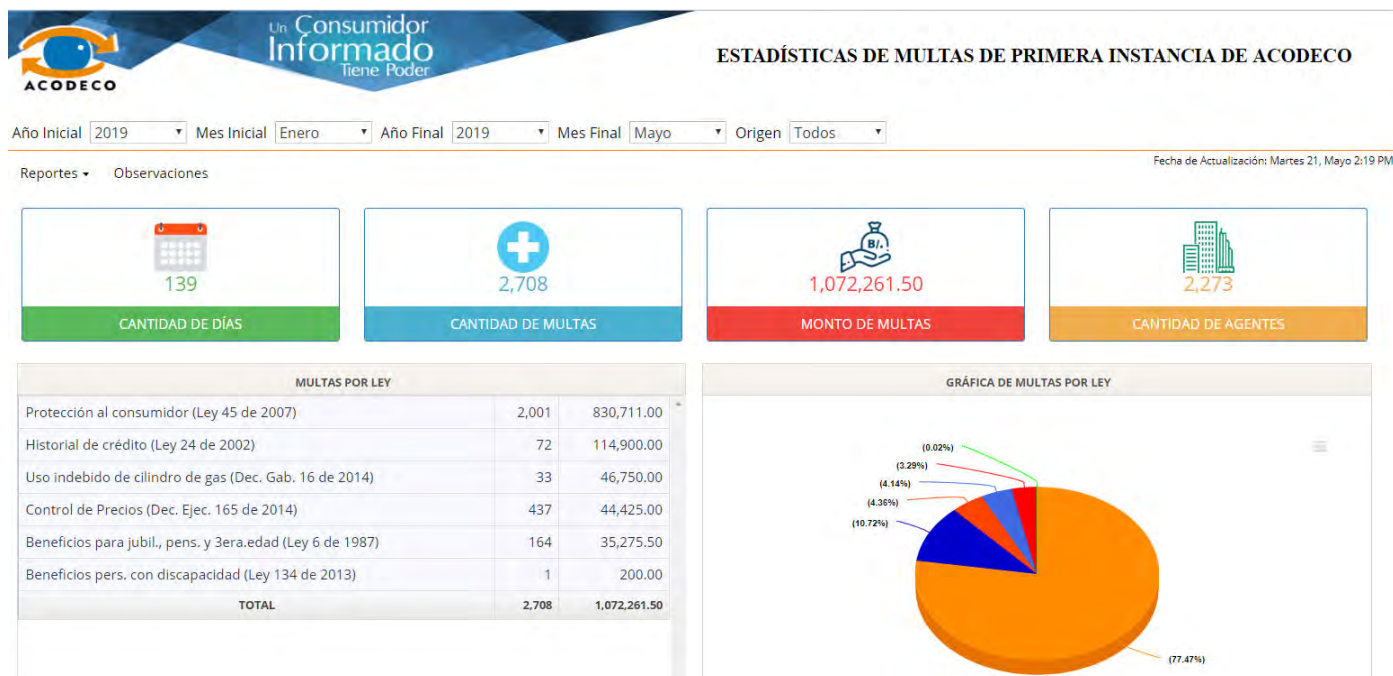 Un Consumidor
Informado
Tiene Poder
ACODECO
ESTADÍSTICAS DE MULTAS DE PRIMERA INSTANCIA DE ACODECO
Año Inicial 2019 Mes Inicial Enero Año Final 2019 Mes Final Mayo Origen Todos
Fecha de Actualización: Martes 21, Mayo 2:19 PM
Reportes Observaciones
B/.
139 2,708 1,072,261.50 2,273
CANTIDAD DE DÍAS CANTIDAD DE MULTAS MONTO DE MULTAS CANTIDAD DE AGENTES
MULTAS POR LEY
Protección al consumidor (Ley 45 de 2007) 2,001 830,711.00
Historial de crédito (Ley 24 de 2002) 72 114,900.00
Uso indebido de cilindro de gas (Dec. Gab. 16 de 2014) 33 46,750.00
Control de Precios (Dec. Ejec. 165 de 2014) 437 44,425.00
Beneficios para jubil., pens. y 3era.edad (Ley 6 de 1987) 164 35,275.50
Beneficios pers. con discapacidad (Ley 134 de 2013) 1 200.00
TOTAL 2,708 1,072,261.50
GRÁFICA DE MULTAS POR LEY
(0.02%)
(3.29%)
(4.14%)
(4.36%)
(10.72%)
(77.47%)